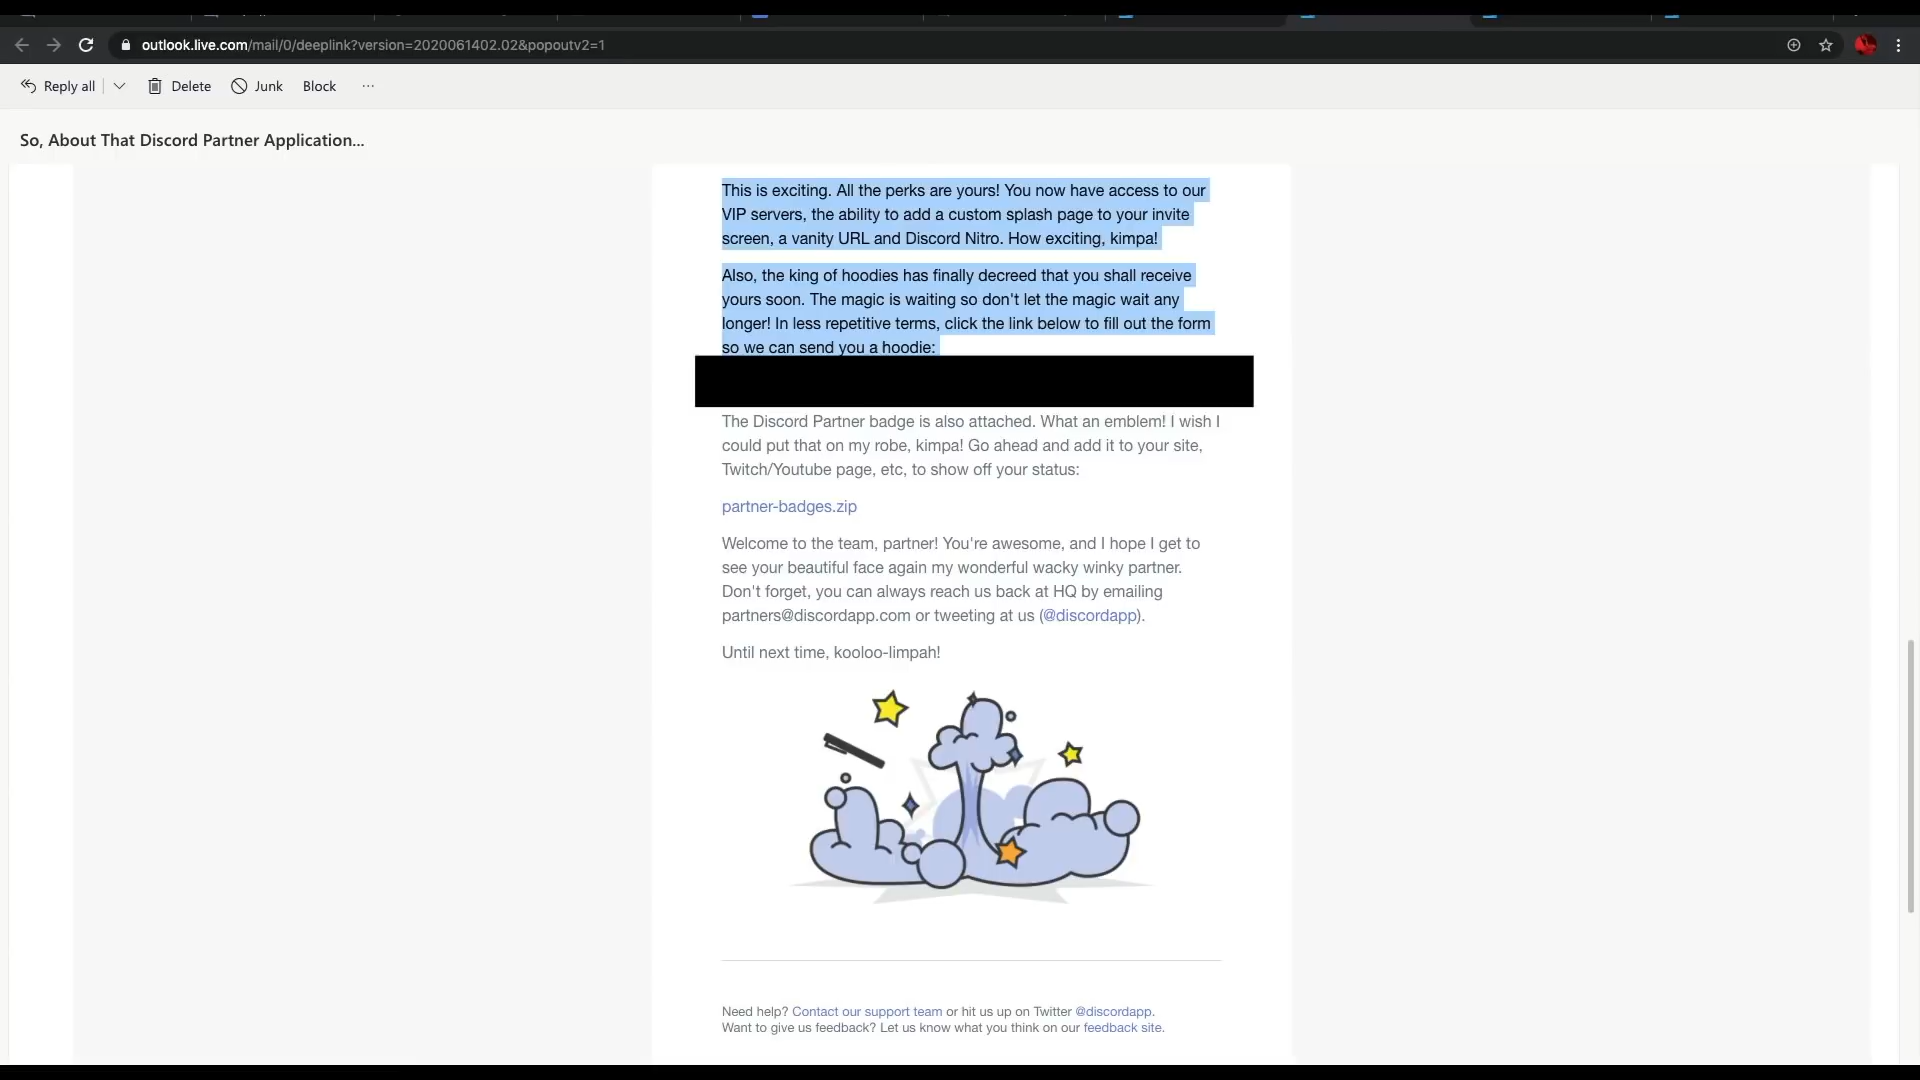 outlook.live.com/mail/0/deeplink?version=2020061402.02&popoutv2=1
Reply all
Delete
Junk
Block
So, About That Discord Partner Application...
This is exciting. All the perks are yours! You now have access to our
VIP servers, the ability to add a custom splash page to your invite
screen, a vanity URL and Discord Nitro. How exciting, kimpa!
Also, the king of hoodies has finally decreed that you shall receive
yours soon. The magic is waiting so don't let the magic wait any
longer! In less repetitive terms, click the link below to fill out the form
so we can send you a hoodie:
The Discord Partner badge is also attached. What an emblem! I wish I
could put that on my robe, kimpa! Go ahead and add it to your site,
Twitch/Youtube page, etc, to show off your status:
partner-badges.zip
Welcome to the team, partner! You're awesome, and I hope I get to
see your beautiful face again my wonderful wacky winky partner.
Don't forget, you can always reach us back at HQ by emailing
partners@discordapp.com or tweeting at us (@discordapp).
Until next time, kooloo-limpah!
Need help? Contact our support team or hit us up on Twitter @discordapp.
Want to give us feedback? Let us know what you think on our feedback site.